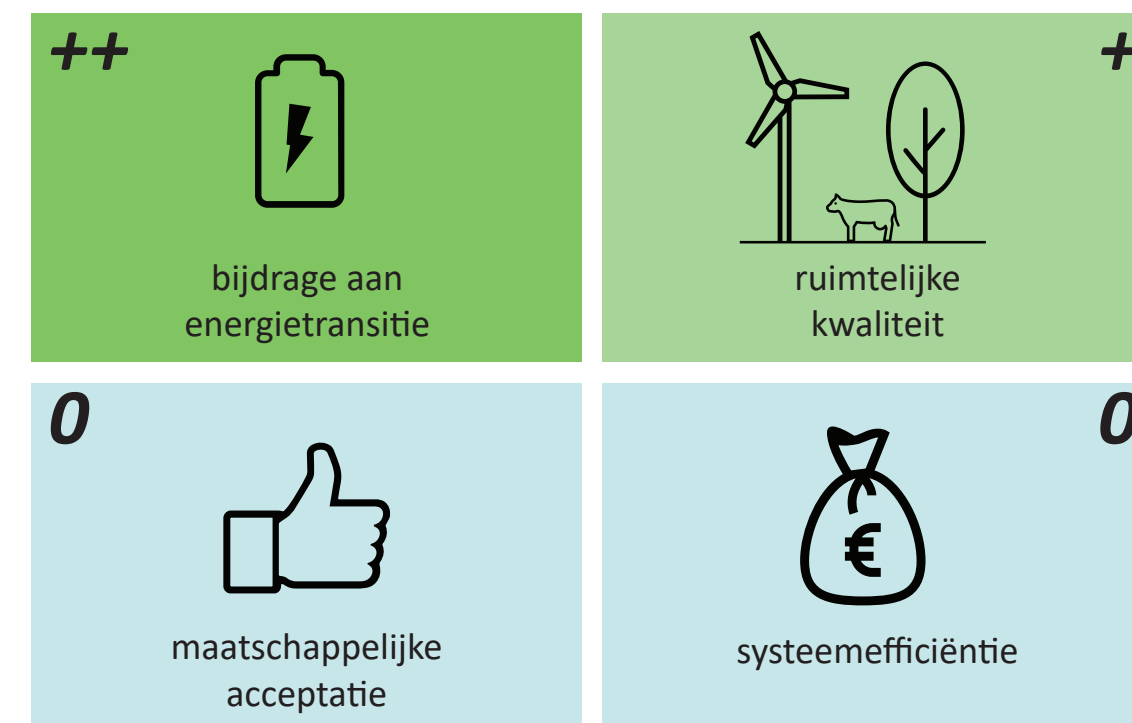 ++
bijdrage aan
energietransitie
+
ruimtelijke
kwaliteit
0
maatschappelijke
acceptatie
0
€
systeemefficiëntie